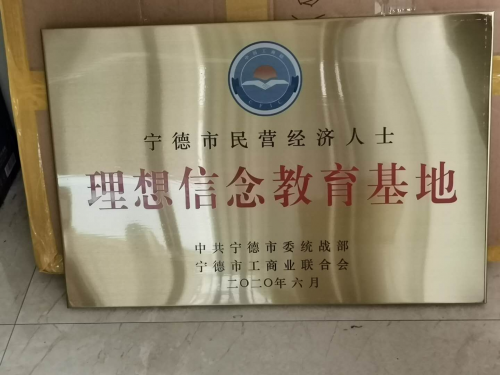 宁德市民营经济人士
理想信念教育基地
中共宁德市委统战部
宁德市工商业联合会
二〇二〇年六月